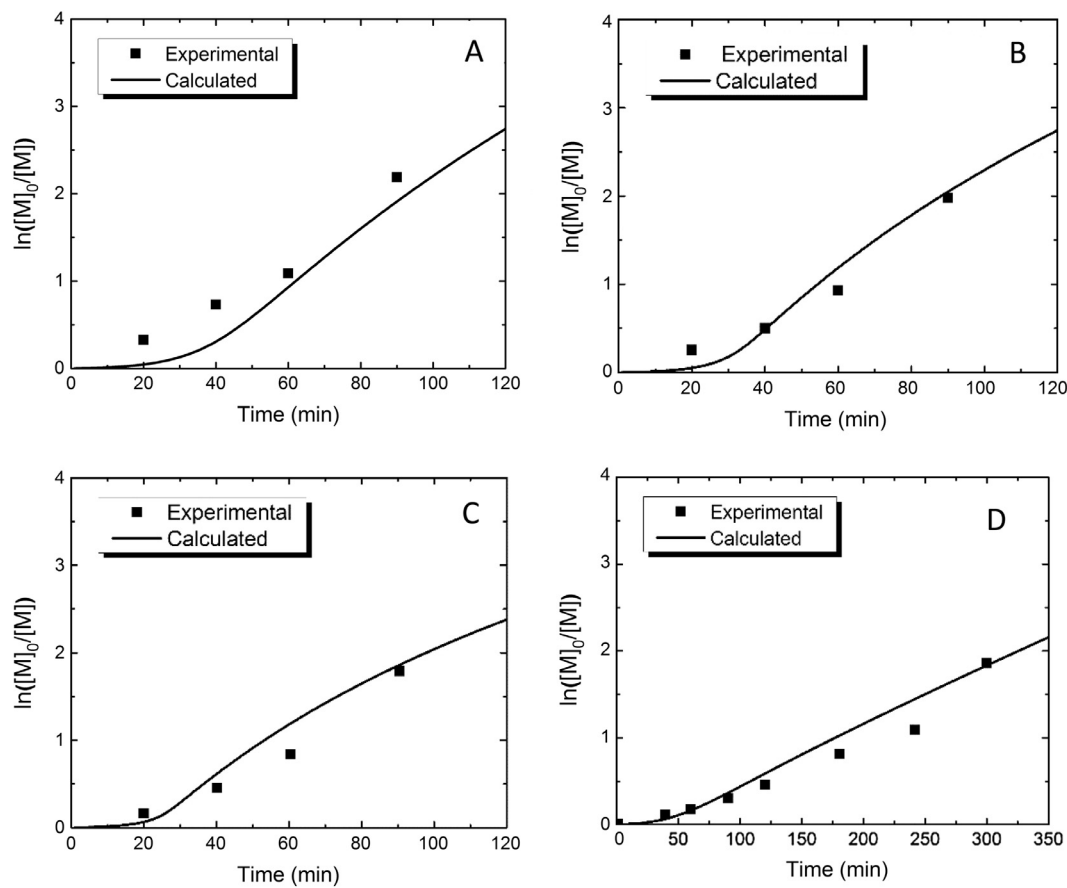 A
Experimental
Calculated
ln([M]₀/[M])
4
3
2
1
0
0 20 40 60 80 100 120
Time (min)
B
Experimental
Calculated
ln([M]₀/[M])
4
3
2
1
0
0 20 40 60 80 100 120
Time (min)
C
Experimental
Calculated
ln([M]₀/[M])
4
3
2
1
0
0 20 40 60 80 100 120
Time (min)
D
Experimental
Calculated
ln([M]₀/[M])
4
3
2
1
0
0 50 100 150 200 250 300 350
Time (min)